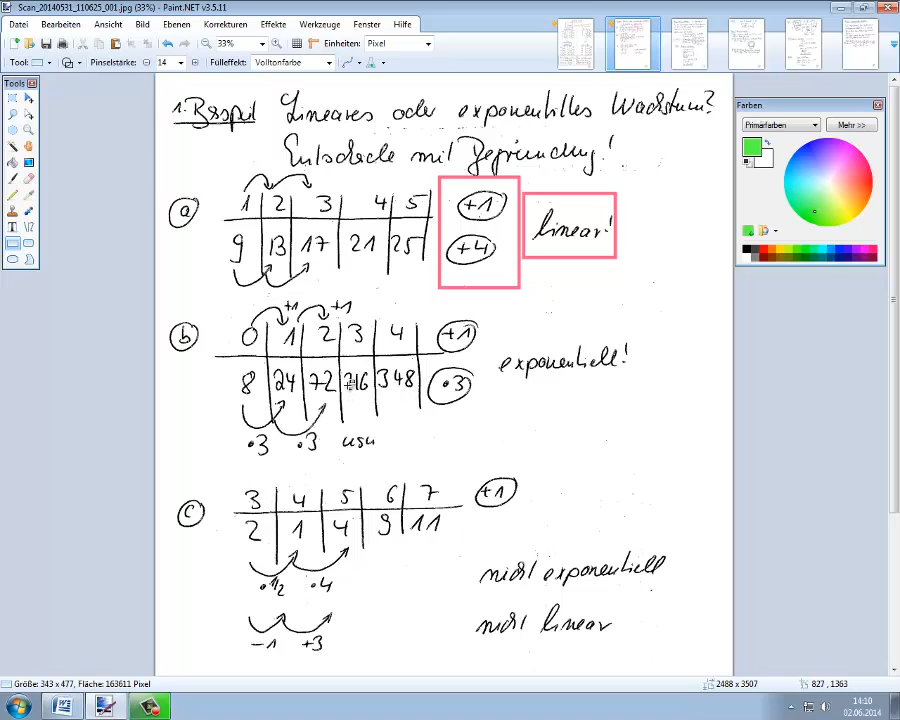 Scan_20140531_110625_001.jpg (33%) - Paint.NET v3.5.11
Datei Bearbeiten Ansicht Bild Ebenen Korrekturen Effekte Werkzeuge Fenster Hilfe
33% Einheiten: Pixel
Tool: Pinselstärke: 14 Fülleffekt: Volltonfarbe
Tools
Farben
Primärfarben Mehr >>
1. Beispiel Lineares oder exponentielles Wachstum?
Entscheide mit Begründung!
a 1 2 3 4 5 +1
9 13 17 21 25 +4
linear!
+1 +1
b 0 1 2 3 4 +1
8 24 72 216 348 ·3
exponentiell!
·3 ·3 usw
c 3 4 5 6 7 +1
2 1 4 9 11
·1/2 ·4
nicht exponentiell
-1 +3
nicht linear
Größe: 343 x 477, Flächeninhalt: 163611 Pixel 2488 x 3507 827, 1363
14:10
02.06.2014